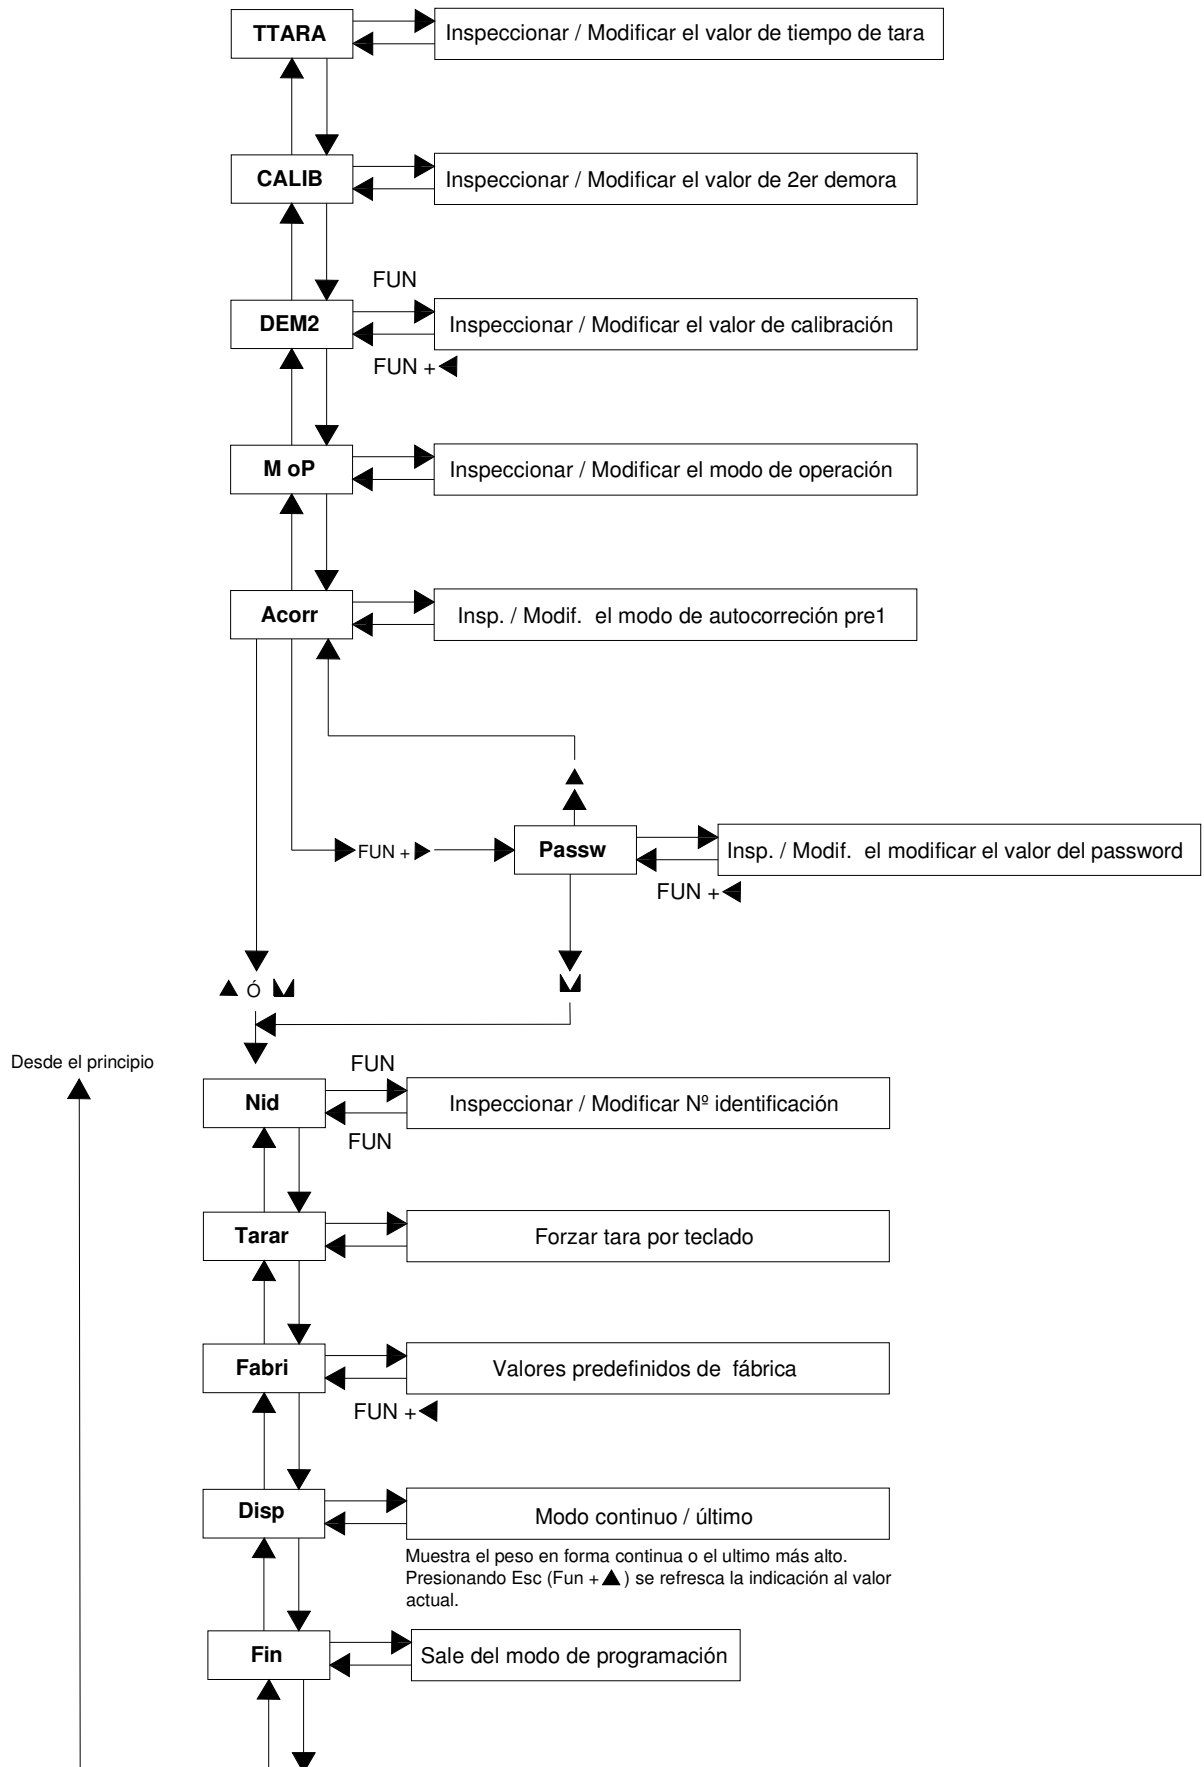 TTARA
Inspeccionar / Modificar el valor de tiempo de tara
CALIB
Inspeccionar / Modificar el valor de 2er demora
FUN
DEM2
Inspeccionar / Modificar el valor de calibración
FUN +◀
M oP
Inspeccionar / Modificar el modo de operación
Acorr
Insp. / Modif. el modo de autocorreción pre1
▲
FUN + ▶
Passw
Insp. / Modif. el modificar el valor del password
FUN +◀
▲ Ó
Desde el principio
FUN
Nid
Inspeccionar / Modificar Nº identificación
FUN
Tarar
Forzar tara por teclado
Fabri
Valores predefinidos de fábrica
FUN +◀
Disp
Modo continuo / último
Muestra el peso en forma continua o el ultimo más alto.
Presionando Esc (Fun +▲) se refresca la indicación al valor
actual.
Fin
Sale del modo de programación